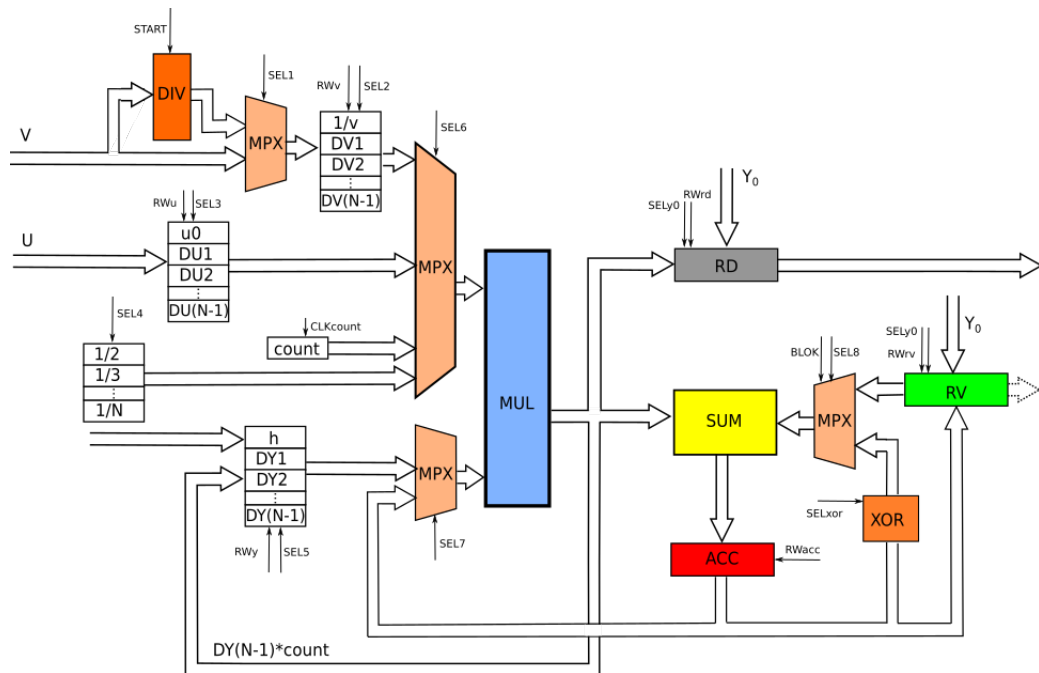 START
DIV
V
SEL1
MPX
RWv
SEL2
1/v
DV1
DV2
DV(N-1)
SEL6
MPX
RWu
SEL3
U
u0
DU1
DU2
DU(N-1)
SEL4
1/2
1/3
1/N
CLKcount
count
h
DY1
DY2
DY(N-1)
RWy
SEL5
MPX
SEL7
MUL
SELy0
RWrd
Y0
RD
SELy0
RWrv
Y0
RV
BLOK
SEL8
MPX
SUM
SELxor
XOR
ACC
RWacc
DY(N-1)*count